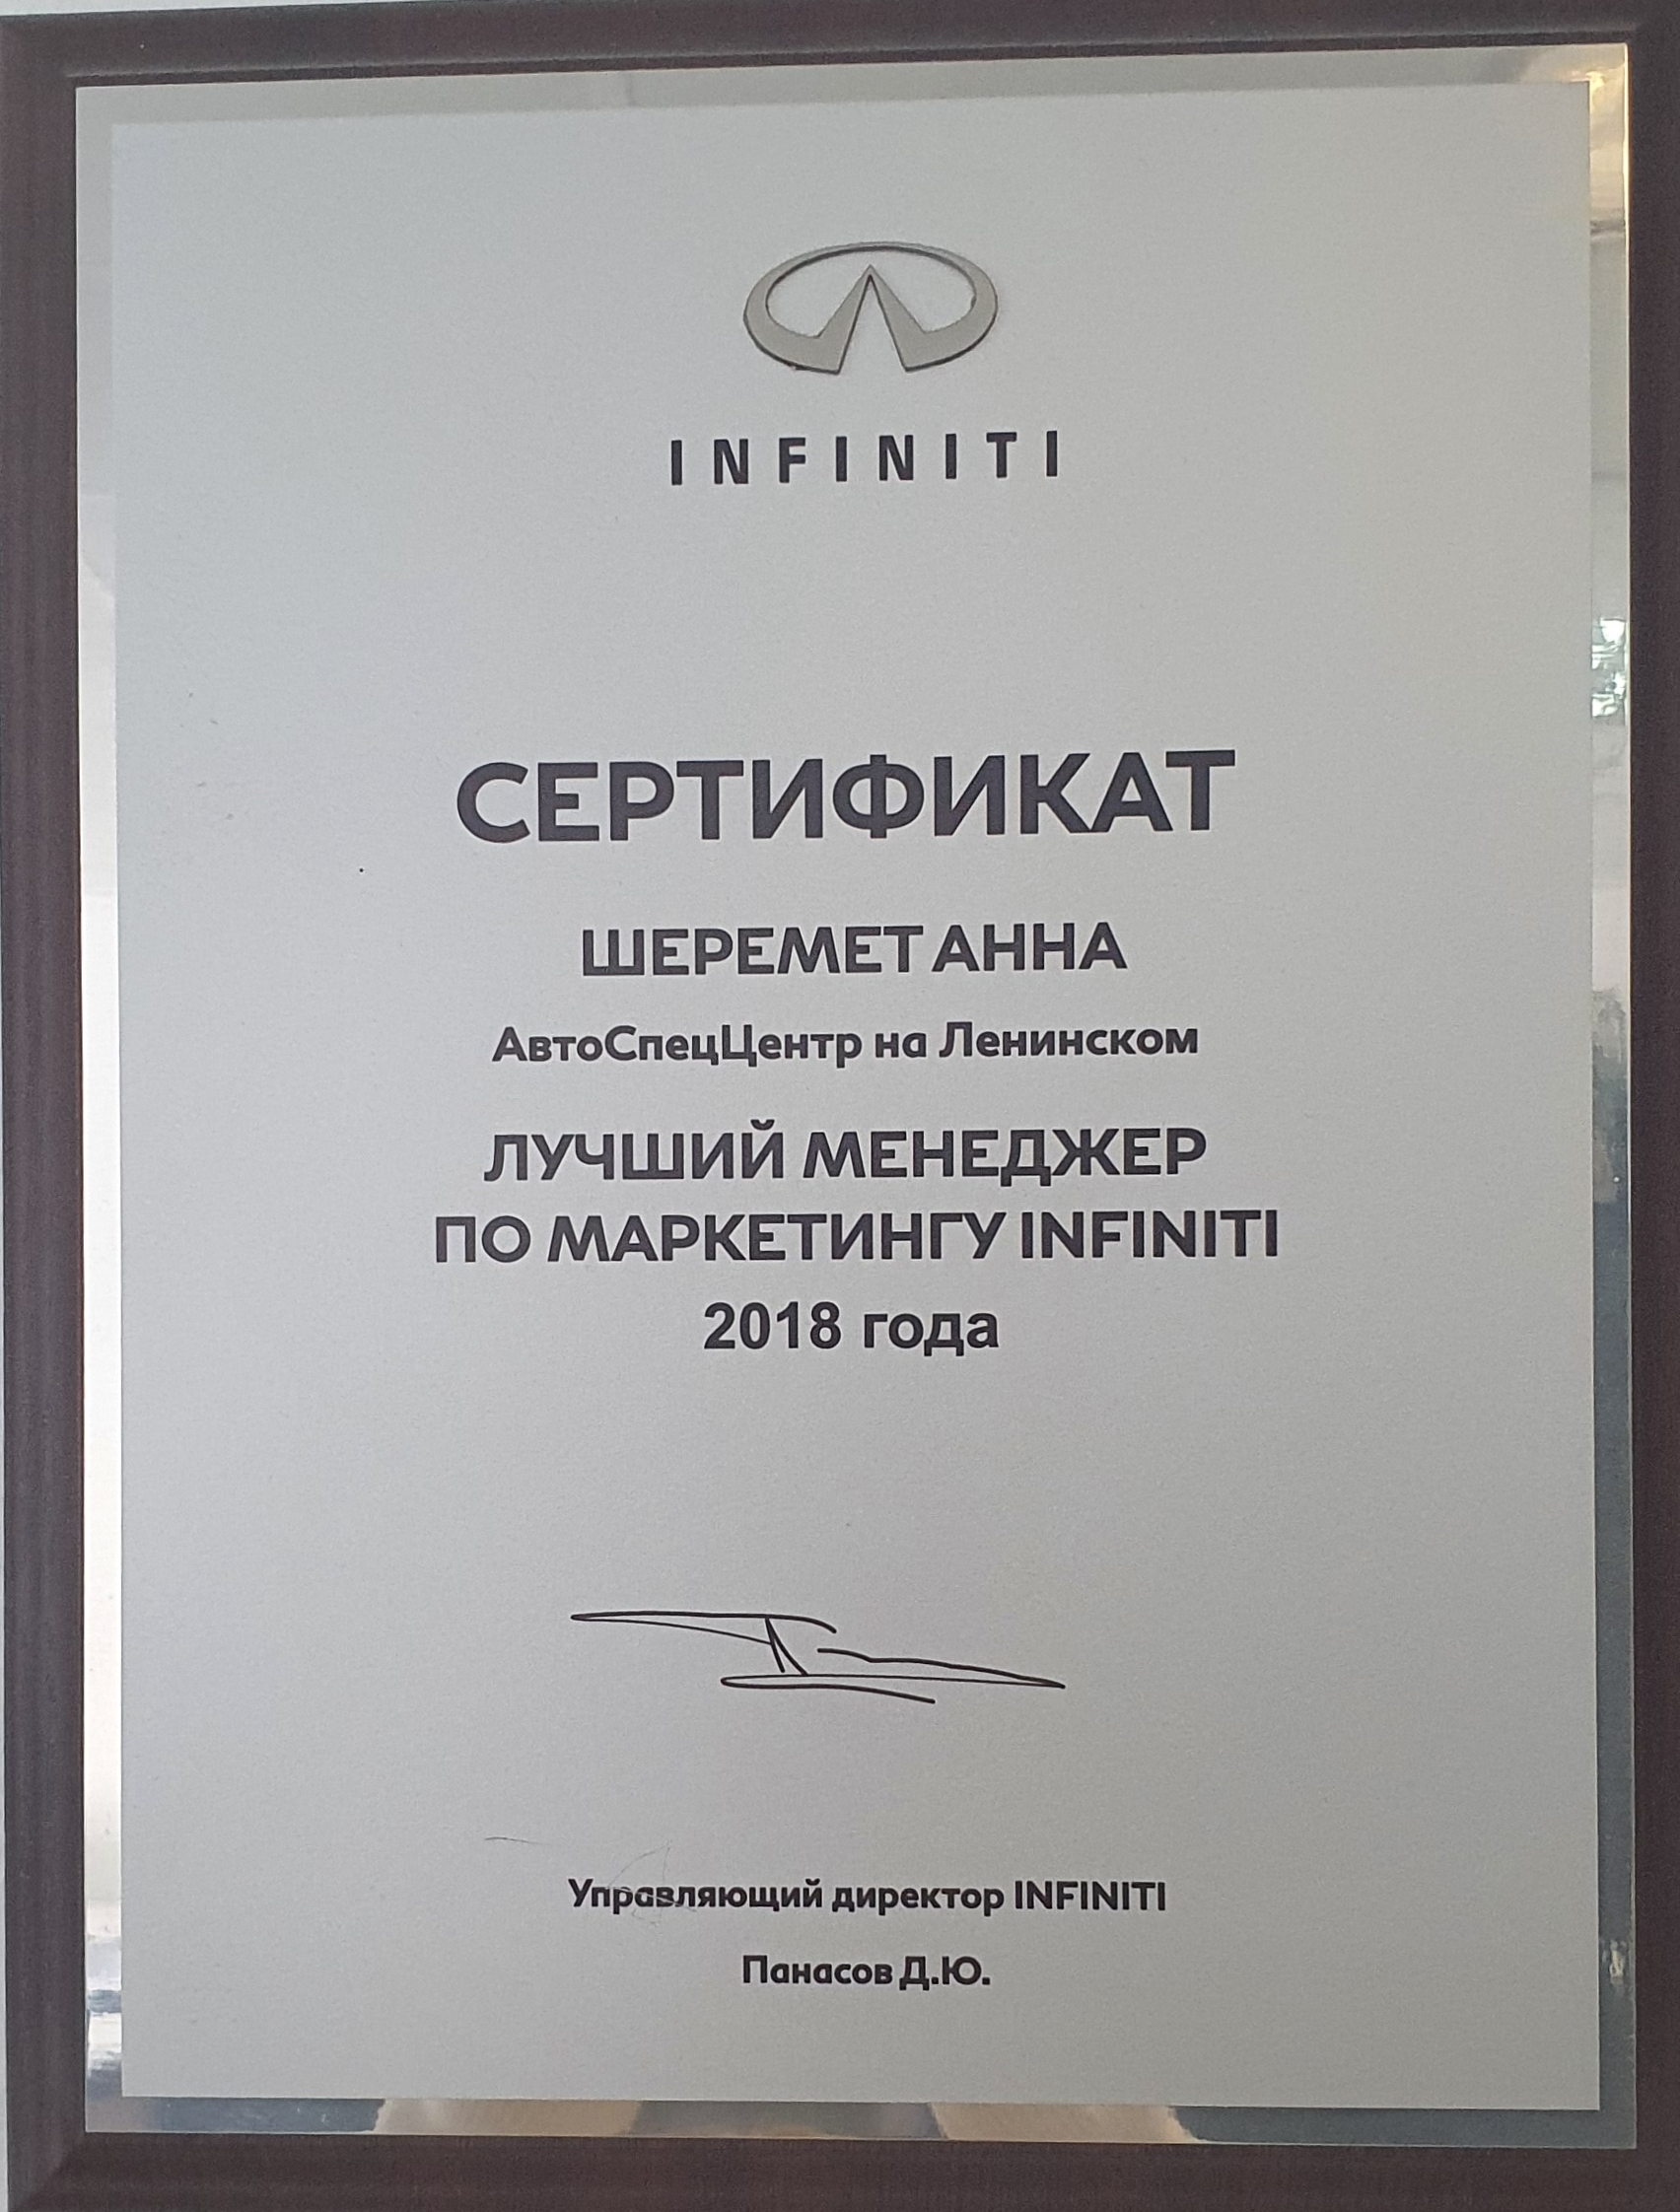 INFINITI
СЕРТИФИКАТ
ШЕРЕМЕТ АННА
АвтоСпецЦентр на Ленинском
ЛУЧШИЙ МЕНЕДЖЕР
ПО МАРКЕТИНГУ INFINITI
2018 года
Управляющий директор INFINITI
Панасов Д.Ю.